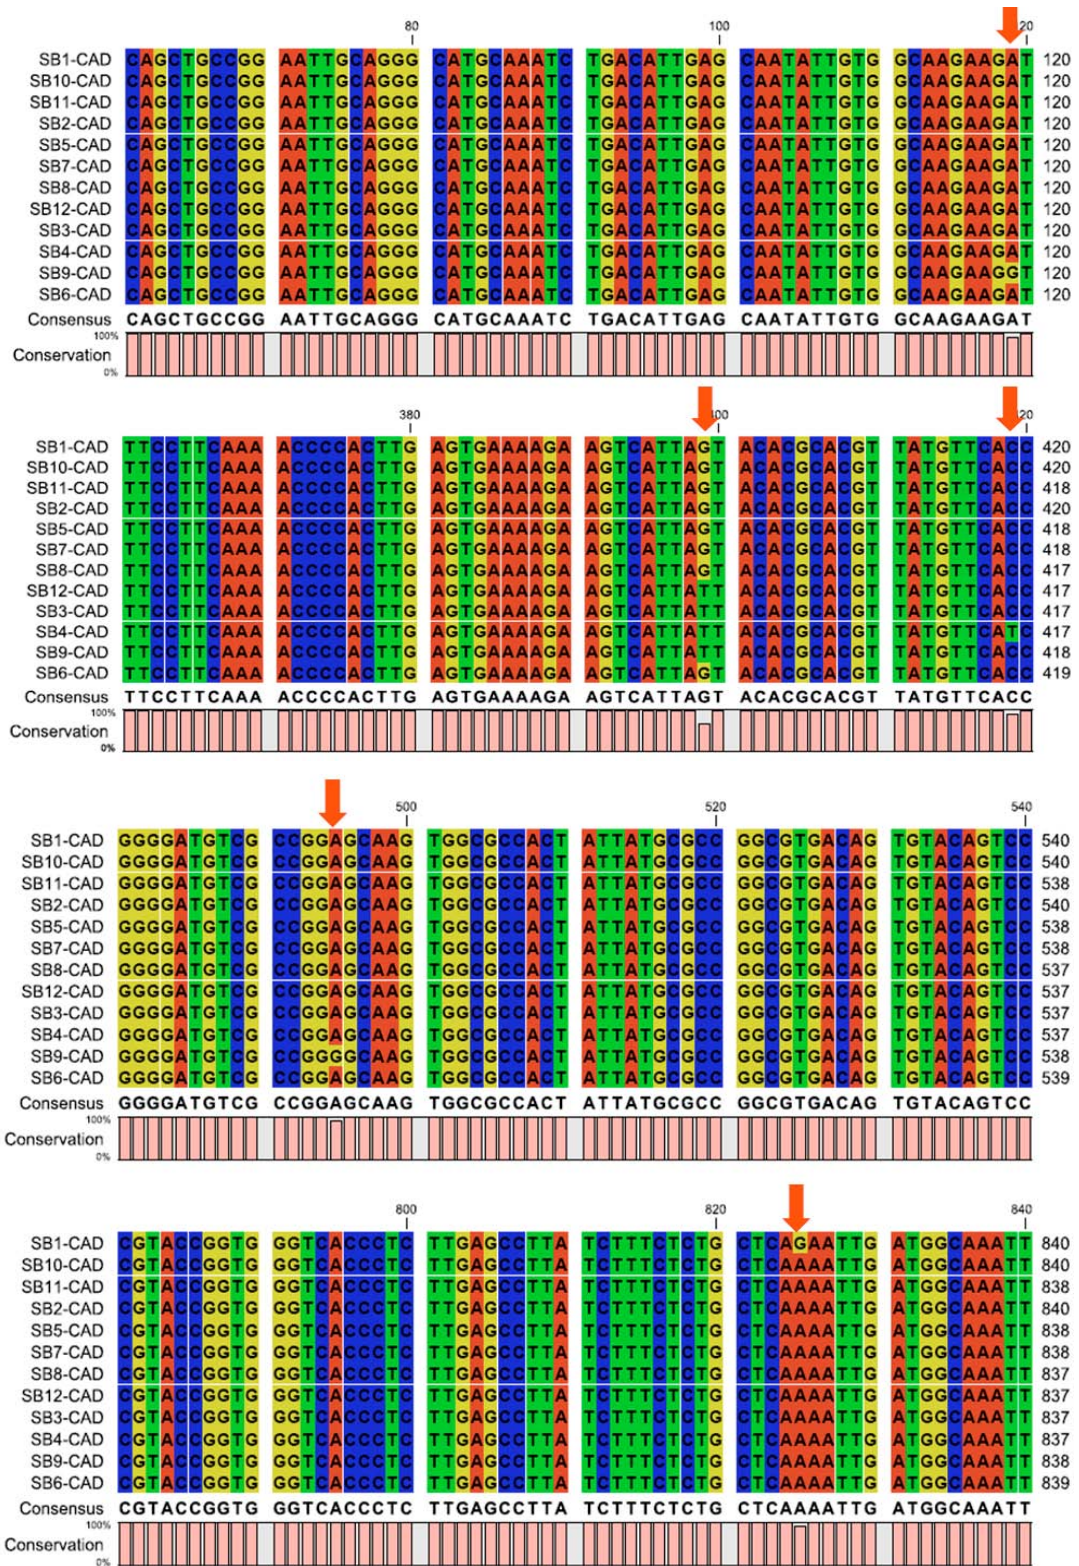 80 100 20
SB1-CAD CAGCTGCCGG AATTGCAGGG CATGCAAATC TGACATTGAG CAATATTGTG GCAAGAAGAT 120
SB10-CAD CAGCTGCCGG AATTGCAGGG CATGCAAATC TGACATTGAG CAATATTGTG GCAAGAAGAT 120
SB11-CAD CAGCTGCCGG AATTGCAGGG CATGCAAATC TGACATTGAG CAATATTGTG GCAAGAAGAT 120
SB2-CAD CAGCTGCCGG AATTGCAGGG CATGCAAATC TGACATTGAG CAATATTGTG GCAAGAAGAT 120
SB5-CAD CAGCTGCCGG AATTGCAGGG CATGCAAATC TGACATTGAG CAATATTGTG GCAAGAAGAT 120
SB7-CAD CAGCTGCCGG AATTGCAGGG CATGCAAATC TGACATTGAG CAATATTGTG GCAAGAAGAT 120
SB8-CAD CAGCTGCCGG AATTGCAGGG CATGCAAATC TGACATTGAG CAATATTGTG GCAAGAAGAT 120
SB12-CAD CAGCTGCCGG AATTGCAGGG CATGCAAATC TGACATTGAG CAATATTGTG GCAAGAAGAT 120
SB3-CAD CAGCTGCCGG AATTGCAGGG CATGCAAATC TGACATTGAG CAATATTGTG GCAAGAAGAT 120
SB4-CAD CAGCTGCCGG AATTGCAGGG CATGCAAATC TGACATTGAG CAATATTGTG GCAAGAAGAT 120
SB9-CAD CAGCTGCCGG AATTGCAGGG CATGCAAATC TGACATTGAG CAATATTGTG GCAAGAAGGT 120
SB6-CAD CAGCTGCCGG AATTGCAGGG CATGCAAATC TGACATTGAG CAATATTGTG GCAAGAAGAT 120
Consensus CAGCTGCCGG AATTGCAGGG CATGCAAATC TGACATTGAG CAATATTGTG GCAAGAAGAT
100%
Conservation
0%
380 400 20
SB1-CAD TTCCTTCAAA ACCCCACTTG AGTGAAAAGA AGTCATTAGT ACACGCACGT TATGTTCACC 420
SB10-CAD TTCCTTCAAA ACCCCACTTG AGTGAAAAGA AGTCATTAGT ACACGCACGT TATGTTCACC 420
SB11-CAD TTCCTTCAAA ACCCCACTTG AGTGAAAAGA AGTCATTAGT ACACGCACGT TATGTTCACC 418
SB2-CAD TTCCTTCAAA ACCCCACTTG AGTGAAAAGA AGTCATTAGT ACACGCACGT TATGTTCACC 420
SB5-CAD TTCCTTCAAA ACCCCACTTG AGTGAAAAGA AGTCATTAGT ACACGCACGT TATGTTCACC 418
SB7-CAD TTCCTTCAAA ACCCCACTTG AGTGAAAAGA AGTCATTAGT ACACGCACGT TATGTTCACC 418
SB8-CAD TTCCTTCAAA ACCCCACTTG AGTGAAAAGA AGTCATTAGT ACACGCACGT TATGTTCACC 417
SB12-CAD TTCCTTCAAA ACCCCACTTG AGTGAAAAGA AGTCATTATT ACACGCACGT TATGTTCACC 417
SB3-CAD TTCCTTCAAA ACCCCACTTG AGTGAAAAGA AGTCATTATT ACACGCACGT TATGTTCACC 417
SB4-CAD TTCCTTCAAA ACCCCACTTG AGTGAAAAGA AGTCATTATT ACACGCACGT TATGTTCATC 417
SB9-CAD TTCCTTCAAA ACCCCACTTG AGTGAAAAGA AGTCATTATT ACACGCACGT TATGTTCACC 418
SB6-CAD TTCCTTCAAA ACCCCACTTG AGTGAAAAGA AGTCATTAGT ACACGCACGT TATGTTCACC 419
Consensus TTCCTTCAAA ACCCCACTTG AGTGAAAAGA AGTCATTAGT ACACGCACGT TATGTTCACC
100%
Conservation
0%
500 520 540
SB1-CAD GGGGATGTCG CCGGAGCAAG TGGCGCCACT ATTATGCGCC GGCGTGACAG TGTACAGTCC 540
SB10-CAD GGGGATGTCG CCGGAGCAAG TGGCGCCACT ATTATGCGCC GGCGTGACAG TGTACAGTCC 540
SB11-CAD GGGGATGTCG CCGGAGCAAG TGGCGCCACT ATTATGCGCC GGCGTGACAG TGTACAGTCC 538
SB2-CAD GGGGATGTCG CCGGAGCAAG TGGCGCCACT ATTATGCGCC GGCGTGACAG TGTACAGTCC 540
SB5-CAD GGGGATGTCG CCGGAGCAAG TGGCGCCACT ATTATGCGCC GGCGTGACAG TGTACAGTCC 538
SB7-CAD GGGGATGTCG CCGGAGCAAG TGGCGCCACT ATTATGCGCC GGCGTGACAG TGTACAGTCC 538
SB8-CAD GGGGATGTCG CCGGAGCAAG TGGCGCCACT ATTATGCGCC GGCGTGACAG TGTACAGTCC 537
SB12-CAD GGGGATGTCG CCGGAGCAAG TGGCGCCACT ATTATGCGCC GGCGTGACAG TGTACAGTCC 537
SB3-CAD GGGGATGTCG CCGGAGCAAG TGGCGCCACT ATTATGCGCC GGCGTGACAG TGTACAGTCC 537
SB4-CAD GGGGATGTCG CCGGAGCAAG TGGCGCCACT ATTATGCGCC GGCGTGACAG TGTACAGTCC 537
SB9-CAD GGGGATGTCG CCGGGGCAAG TGGCGCCACT ATTATGCGCC GGCGTGACAG TGTACAGTCC 538
SB6-CAD GGGGATGTCG CCGGAGCAAG TGGCGCCACT ATTATGCGCC GGCGTGACAG TGTACAGTCC 539
Consensus GGGGATGTCG CCGGAGCAAG TGGCGCCACT ATTATGCGCC GGCGTGACAG TGTACAGTCC
100%
Conservation
0%
800 820 840
SB1-CAD CGTACCGGTG GGTCACCCTC TTGAGCCTTA TCTTTCTCTG CTCAGAATTG ATGGCAAATT 840
SB10-CAD CGTACCGGTG GGTCACCCTC TTGAGCCTTA TCTTTCTCTG CTCAAAATTG ATGGCAAATT 840
SB11-CAD CGTACCGGTG GGTCACCCTC TTGAGCCTTA TCTTTCTCTG CTCAAAATTG ATGGCAAATT 838
SB2-CAD CGTACCGGTG GGTCACCCTC TTGAGCCTTA TCTTTCTCTG CTCAAAATTG ATGGCAAATT 840
SB5-CAD CGTACCGGTG GGTCACCCTC TTGAGCCTTA TCTTTCTCTG CTCAAAATTG ATGGCAAATT 838
SB7-CAD CGTACCGGTG GGTCACCCTC TTGAGCCTTA TCTTTCTCTG CTCAAAATTG ATGGCAAATT 838
SB8-CAD CGTACCGGTG GGTCACCCTC TTGAGCCTTA TCTTTCTCTG CTCAAAATTG ATGGCAAATT 837
SB12-CAD CGTACCGGTG GGTCACCCTC TTGAGCCTTA TCTTTCTCTG CTCAAAATTG ATGGCAAATT 837
SB3-CAD CGTACCGGTG GGTCACCCTC TTGAGCCTTA TCTTTCTCTG CTCAAAATTG ATGGCAAATT 837
SB4-CAD CGTACCGGTG GGTCACCCTC TTGAGCCTTA TCTTTCTCTG CTCAAAATTG ATGGCAAATT 837
SB9-CAD CGTACCGGTG GGTCACCCTC TTGAGCCTTA TCTTTCTCTG CTCAAAATTG ATGGCAAATT 838
SB6-CAD CGTACCGGTG GGTCACCCTC TTGAGCCTTA TCTTTCTCTG CTCAAAATTG ATGGCAAATT 839
Consensus CGTACCGGTG GGTCACCCTC TTGAGCCTTA TCTTTCTCTG CTCAAAATTG ATGGCAAATT
100%
Conservation
0%